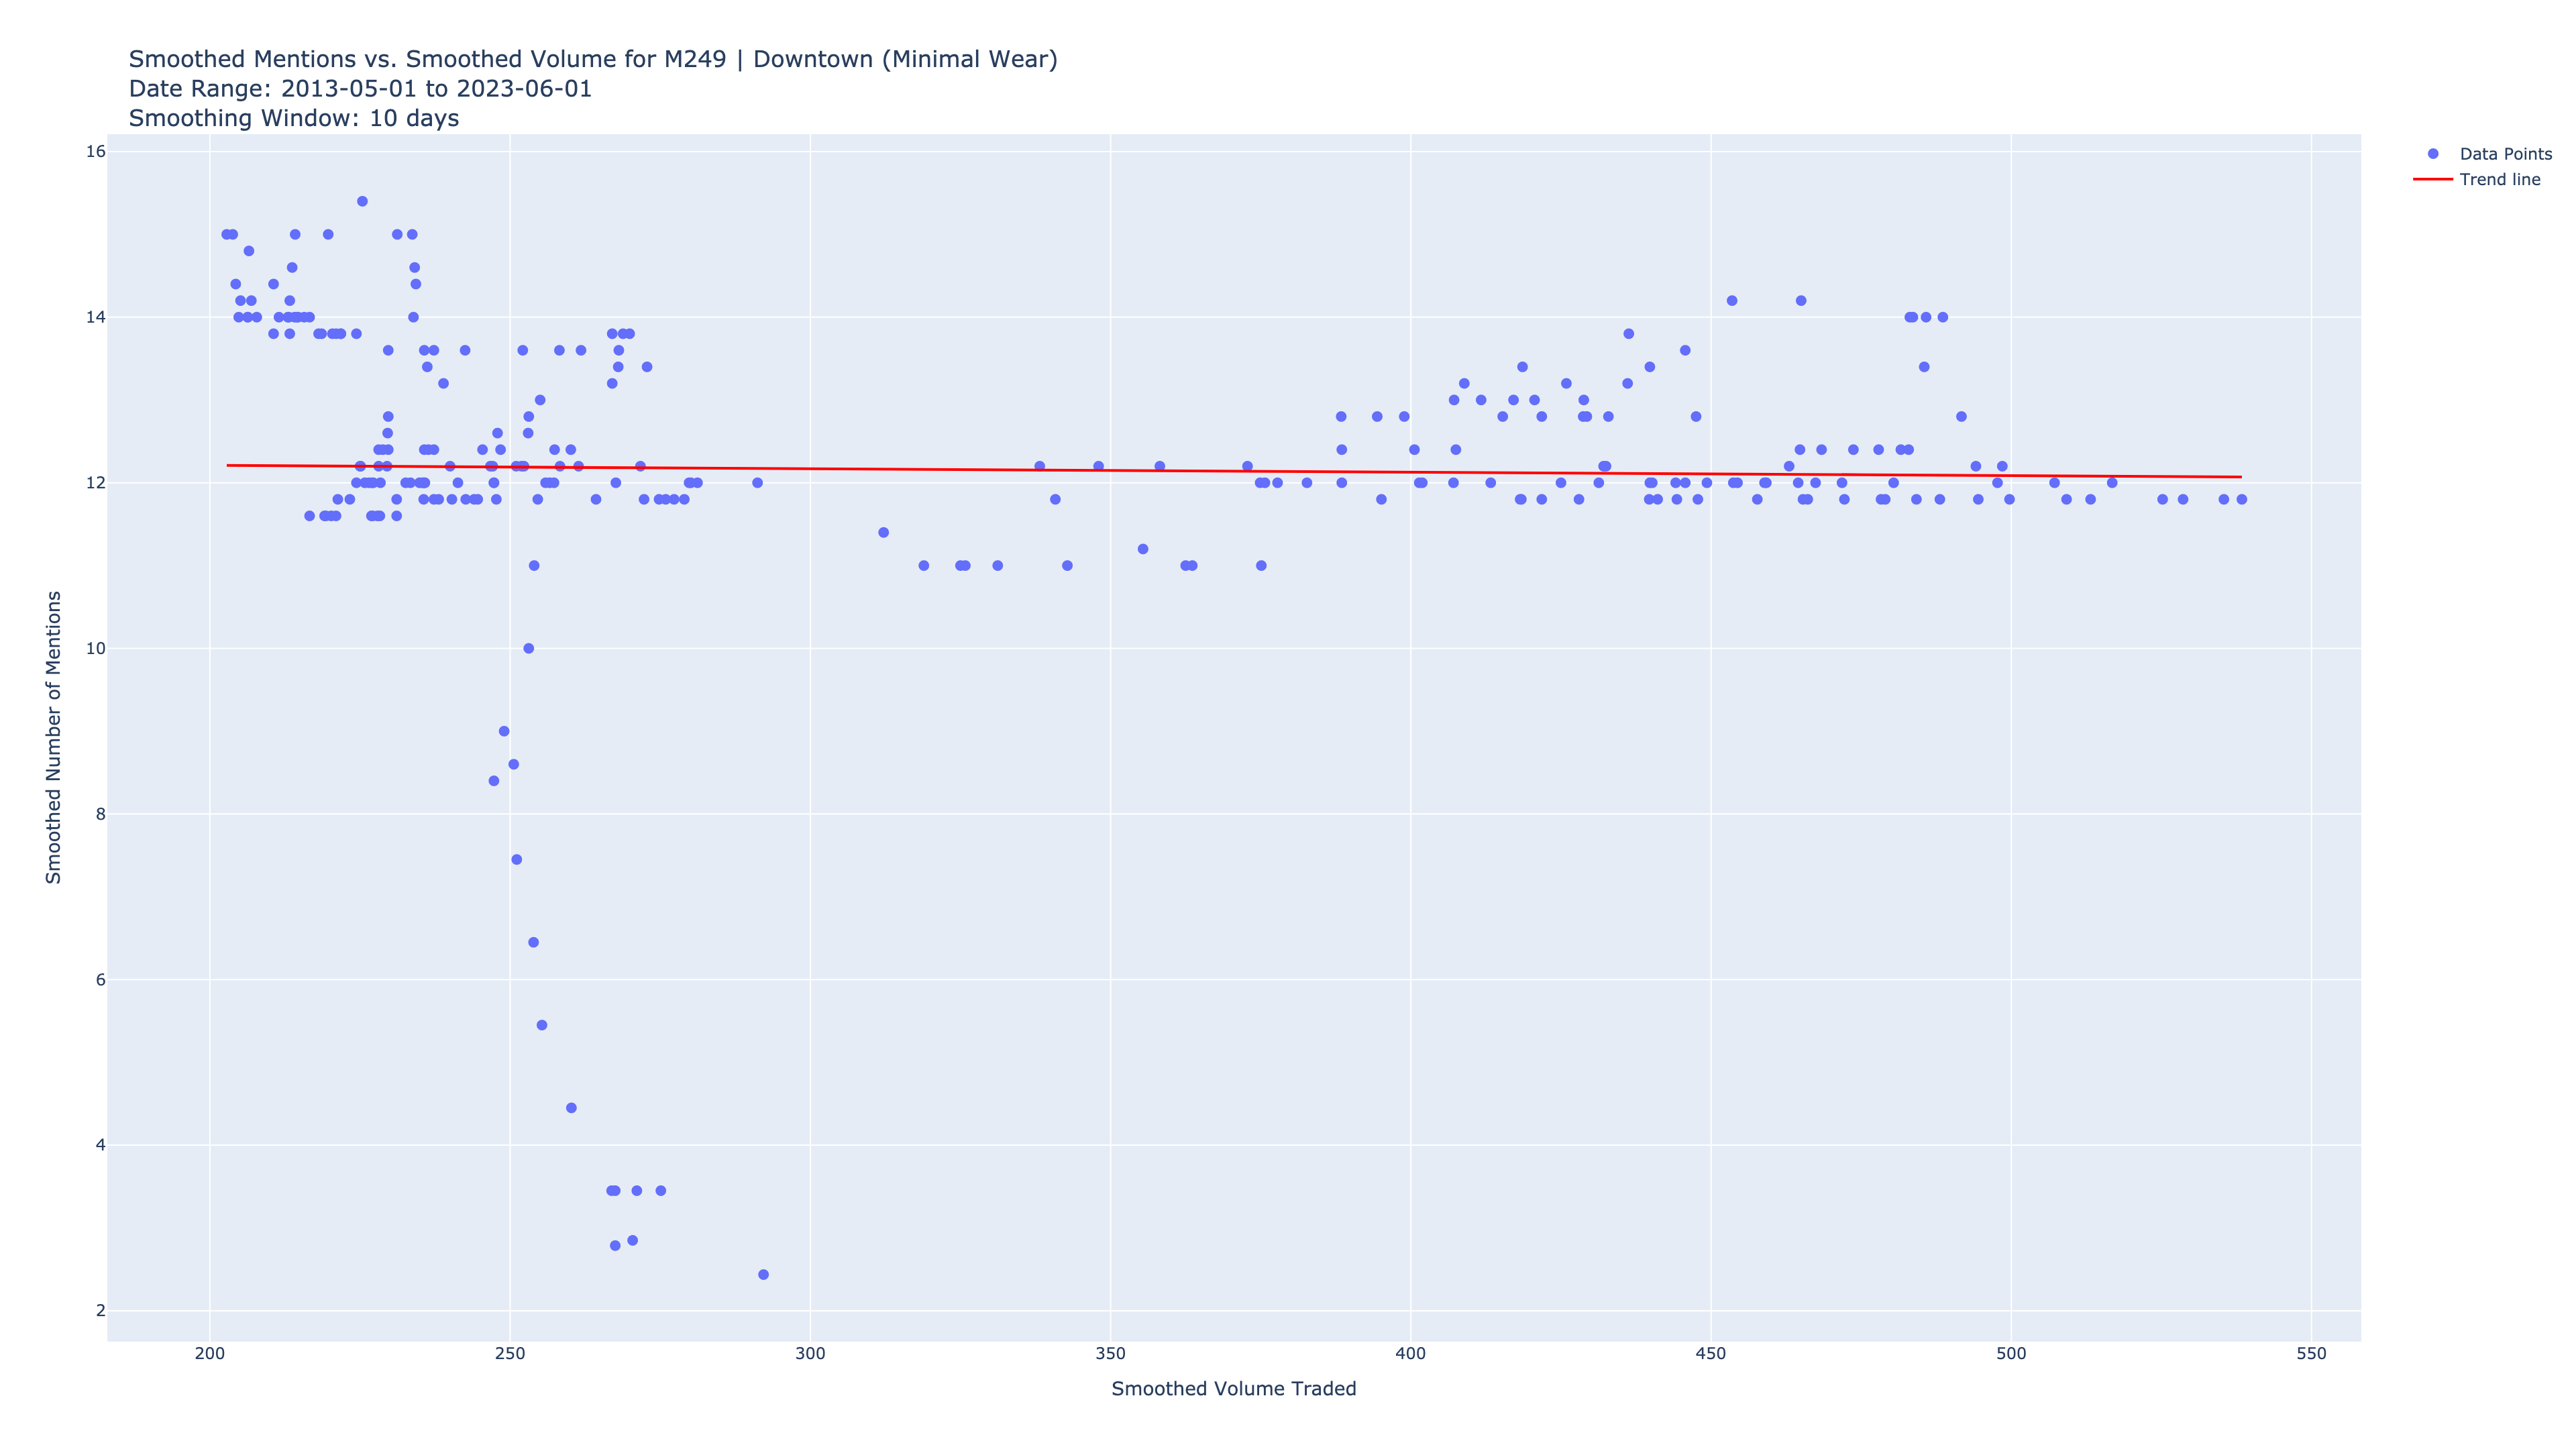 Smoothed Mentions vs. Smoothed Volume for M249 | Downtown (Minimal Wear)
Date Range: 2013-05-01 to 2023-06-01
Smoothing Window: 10 days
Data Points
Trend line
Smoothed Number of Mentions
16
14
12
10
8
6
4
2
200 250 300 350 400 450 500 550
Smoothed Volume Traded